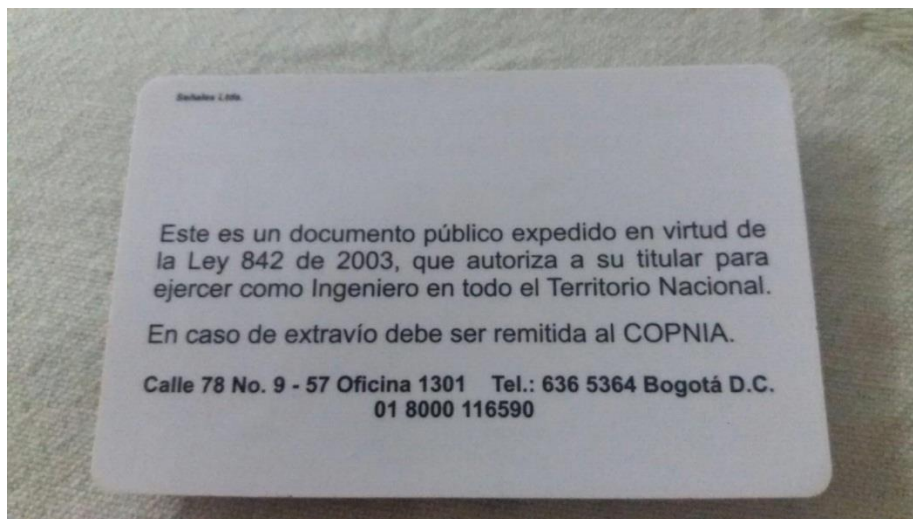 Señales Ltda.
Este es un documento público expedido en virtud de
la Ley 842 de 2003, que autoriza a su titular para
ejercer como Ingeniero en todo el Territorio Nacional.
En caso de extravío debe ser remitida al COPNIA.
Calle 78 No. 9 - 57 Oficina 1301 Tel.: 636 5364 Bogotá D.C.
01 8000 116590